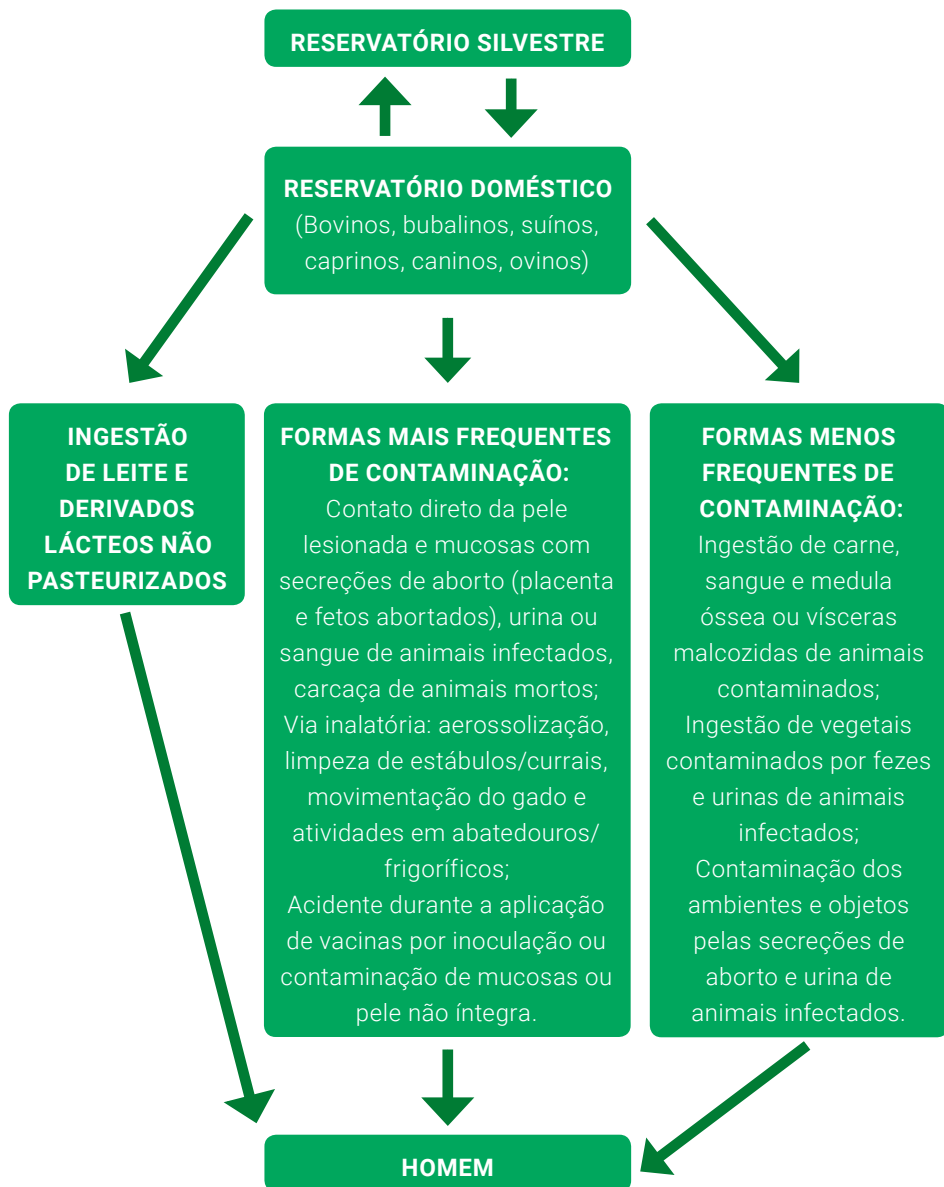 RESERVATÓRIO SILVESTRE
RESERVATÓRIO DOMÉSTICO
(Bovinos, bubalinos, suínos,
caprinos, caninos, ovinos)
INGESTÃO
DE LEITE E
DERIVADOS
LÁCTEOS NÃO
PASTEURIZADOS
FORMAS MAIS FREQUENTES
DE CONTAMINAÇÃO:
Contato direto da pele
lesionada e mucosas com
secreções de aborto (placenta
e fetos abortados), urina ou
sangue de animais infectados,
carcaça de animais mortos;
Via inalatória: aerossolização,
limpeza de estábulos/currais,
movimentação do gado e
atividades em abatedouros/
frigoríficos;
Acidente durante a aplicação
de vacinas por inoculação ou
contaminação de mucosas ou
pele não íntegra.
FORMAS MENOS
FREQUENTES DE
CONTAMINAÇÃO:
Ingestão de carne,
sangue e medula
óssea ou vísceras
malcozidas de animais
contaminados;
Ingestão de vegetais
contaminados por fezes
e urinas de animais
infectados;
Contaminação dos
ambientes e objetos
pelas secreções de
aborto e urina de
animais infectados.
HOMEM